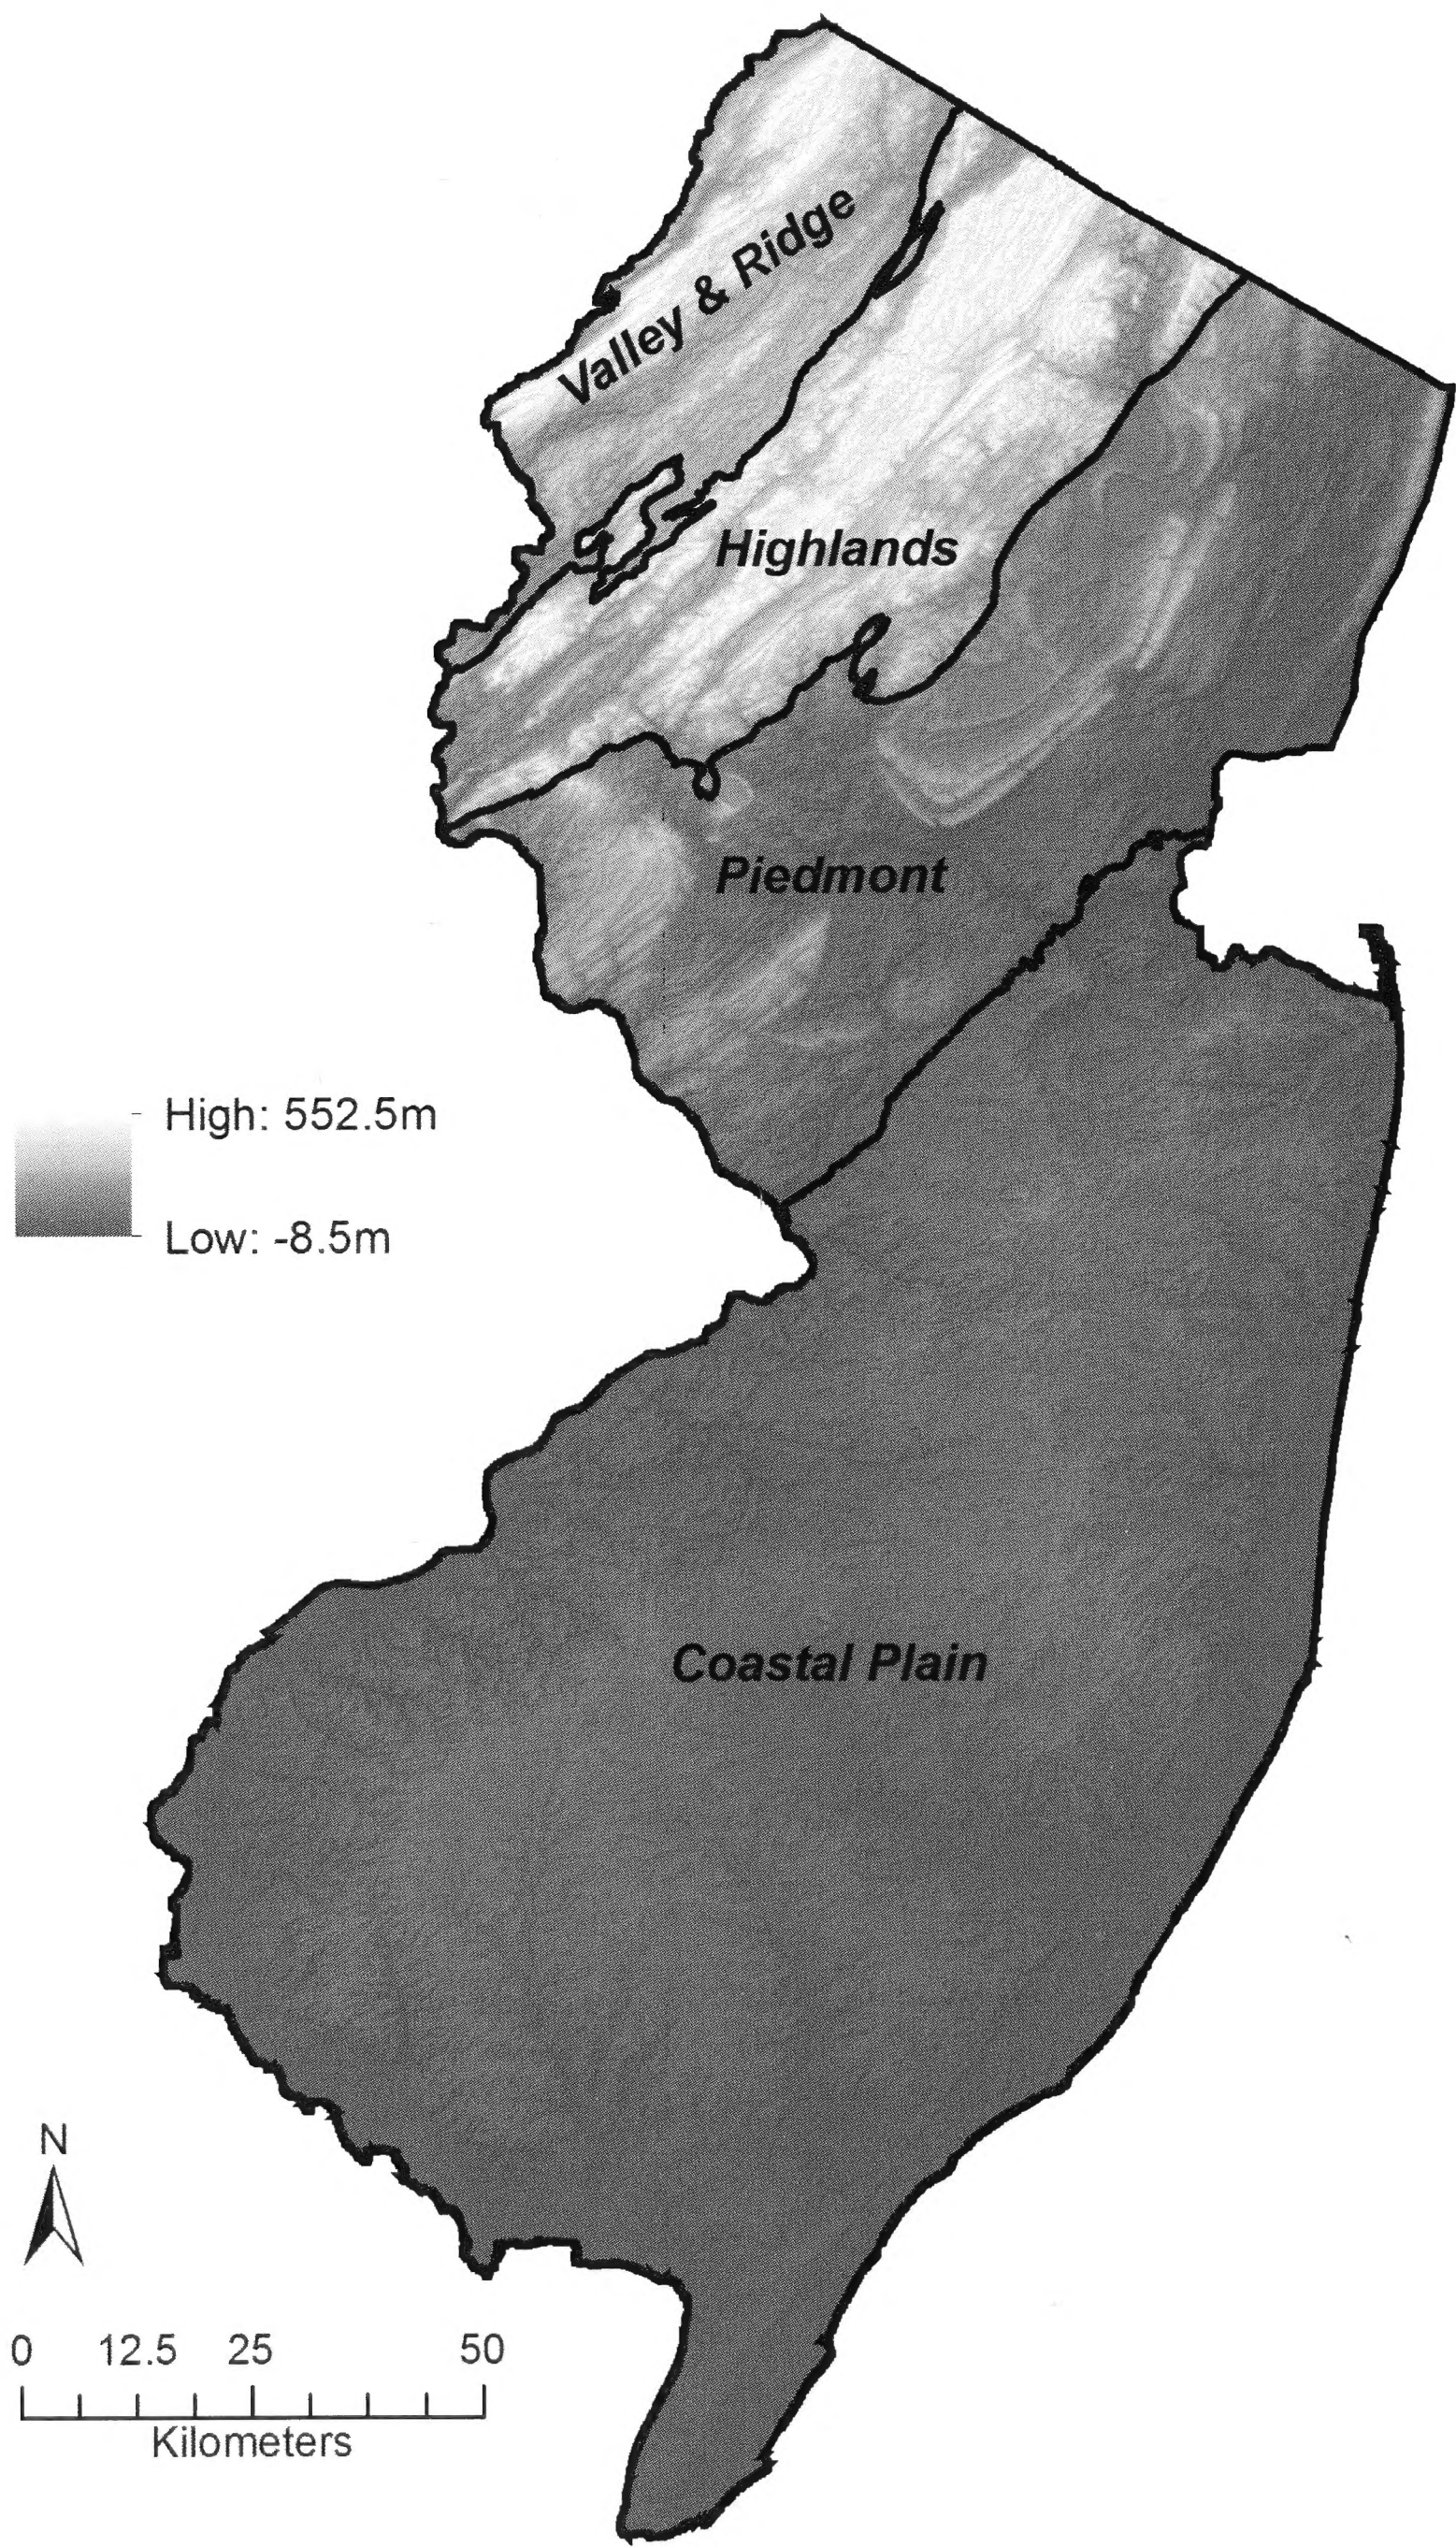 Valley & Ridge
Highlands
Piedmont
High: 552.5m
Low: -8.5m
Coastal Plain
N
0 12.5 25 50
Kilometers